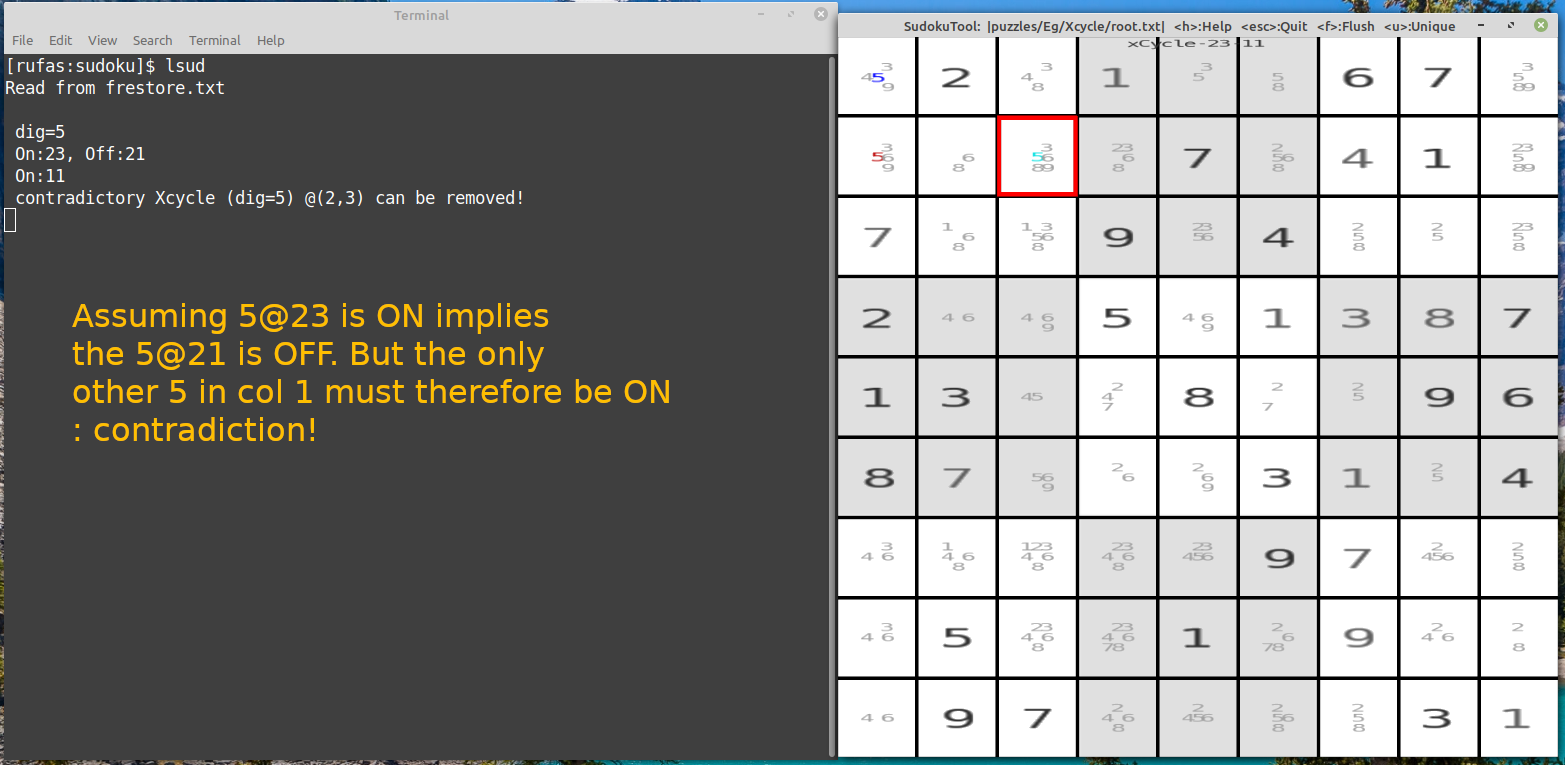 Terminal
File Edit View Search Terminal Help
[rufas:sudoku]$ lsud
Read from frestore.txt
dig=5
On:23, Off:21
On:11
contradictory Xcycle (dig=5) @(2,3) can be removed!
Assuming 5@23 is ON implies
the 5@21 is OFF. But the only
other 5 in col 1 must therefore be ON
: contradiction!
SudokuTool: |puzzles/Eg/Xcycle/root.txt| <h>:Help <esc>:Quit <f>:Flush <u>:Unique
xCycle-23-11
3 3 3 3
45 2 4 1 5 5 6 7 5
9 8 8 89
3 3 23 2 23
5 6 6 56 6 7 56 4 1 5
9 8 89 8 8 89
1 1 3 23 2 2 23
7 6 56 9 56 4 5 5 5
8 8 8 8
2 4 6 4 6 5 4 6 1 3 8 7
9 9
2 2 2
1 3 45 4 8 5 9 6
7 7
2 2 2
8 7 56 6 6 3 1 5 4
9 9
3 1 123 23 23 2 2
4 6 4 6 4 6 4 6 456 9 7 456 5
8 8 8 8
3 23 23 2 2 2
4 6 5 4 6 4 6 1 6 9 4 6
8 78 78 8
2 2 2 2
4 6 9 7 4 6 456 56 5 3 1
8 8 8